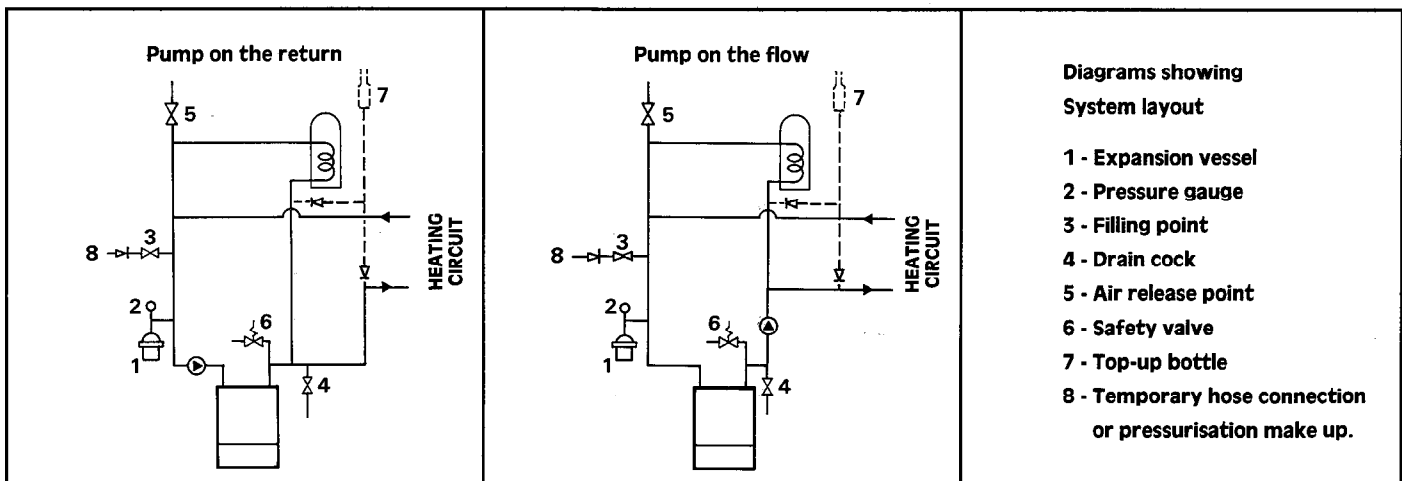 Pump on the return
5
7
3
8
HEATING
CIRCUIT
2
6
1
4
Pump on the flow
5
7
3
8
HEATING
CIRCUIT
2
6
1
4
Diagrams showing
System layout
1 - Expansion vessel
2 - Pressure gauge
3 - Filling point
4 - Drain cock
5 - Air release point
6 - Safety valve
7 - Top-up bottle
8 - Temporary hose connection
or pressurisation make up.